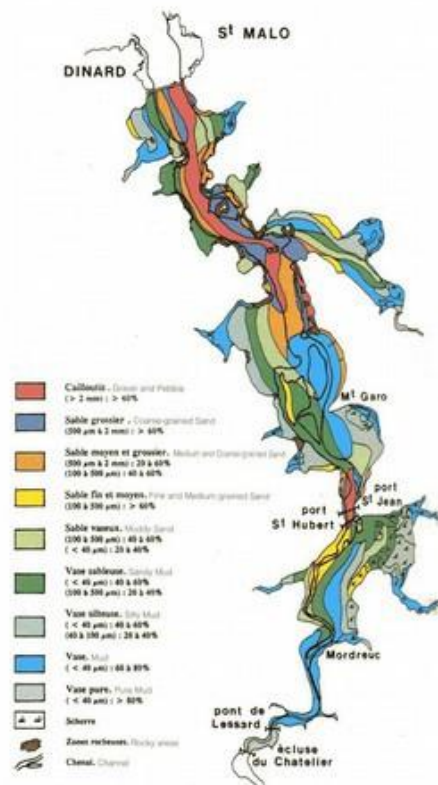 St MALO
DINARD
Mt Garo
port
St Jean
port
St Hubert
Mordreuc
pont de
Lessard
écluse
du Chatelier
Cailloutis. Gravel and Pebble
(> 2 mm) : > 60%
Sable grossier. Coarse-grained Sand
(500 µm à 2 mm) : > 60%
Sable moyen et grossier. Medium and Coarse-grained Sand
(500 µm à 2 mm) : 20 à 60%
(100 à 500 µm) : 40 à 60%
Sable fin et moyen. Fine and Medium grained Sand
(100 à 500 µm) : > 60%
Sable vaseux. Muddy Sand
(100 à 500 µm) : 40 à 60%
(< 40 µm) : 20 à 40%
Vase sableuse. Sandy Mud
(< 40 µm) : 40 à 60%
(100 à 500 µm) : 20 à 40%
Vase silteuse. Silty Mud
(< 40 µm) : 40 à 60%
(40 à 100 µm) : 20 à 40%
Vase. Mud
(< 40 µm) : 60 à 80%
Vase pure. Pure Mud
(< 40 µm) : > 80%
Schorre
Zones rocheuses. Rocky areas
Chenal. Channel